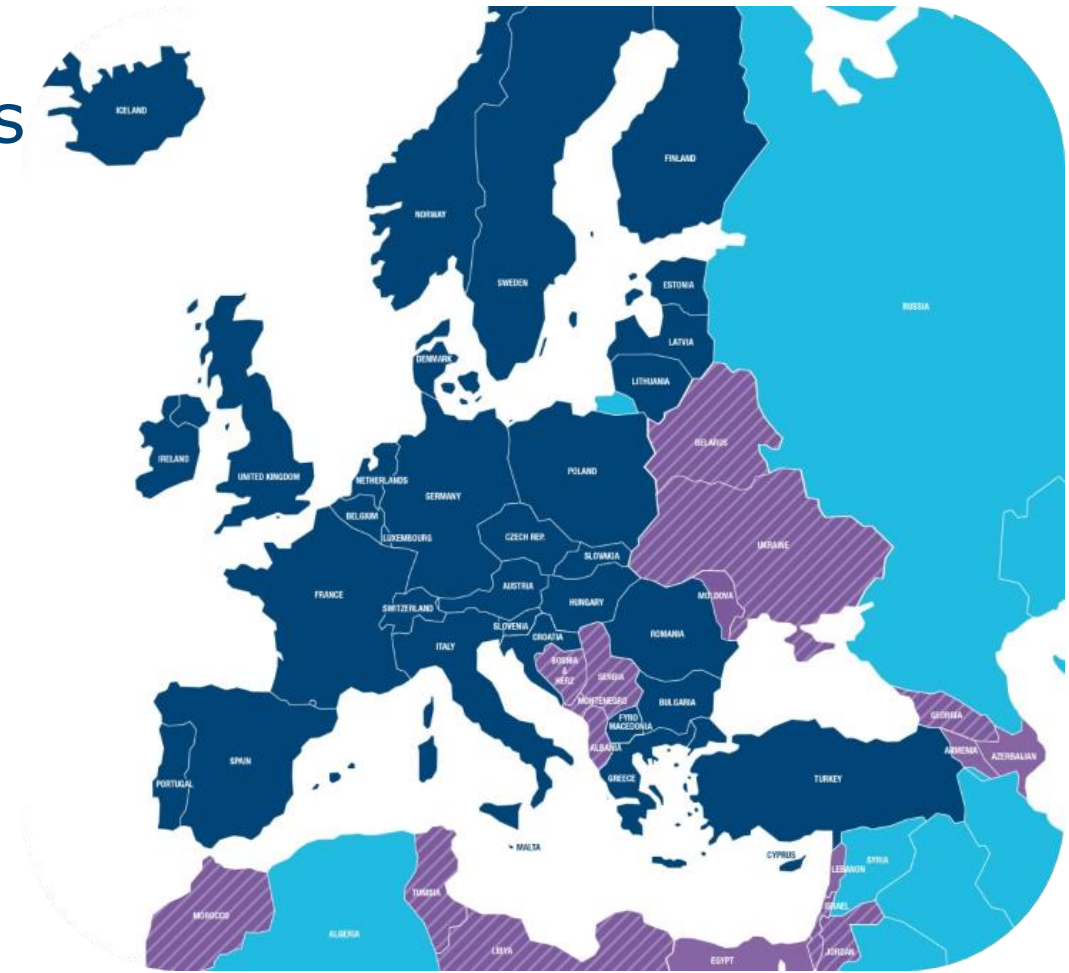 s
ICELAND
FINLAND
NORWAY
SWEDEN
ESTONIA
RUSSIA
LATVIA
DENMARK
LITHUANIA
BELARUS
IRELAND
UNITED KINGDOM
NETHERLANDS
POLAND
GERMANY
BELGIUM
LUXEMBOURG
CZECH REP.
UKRAINE
SLOVAKIA
AUSTRIA
FRANCE
MOLDOVA
HUNGARY
SWITZERLAND
SLOVENIA
ROMANIA
CROATIA
ITALY
BOSNIA
&
HERZ
SERBIA
MONTENEGRO
BULGARIA
GEORGIA
FYRO
MACEDONIA
ALBANIA
ARMENIA
AZERBAIJAN
SPAIN
GREECE
TURKEY
PORTUGAL
MALTA
CYPRUS
SYRIA
LEBANON
TUNISIA
ISRAEL
MOROCCO
ALGERIA
LIBYA
JORDAN
EGYPT